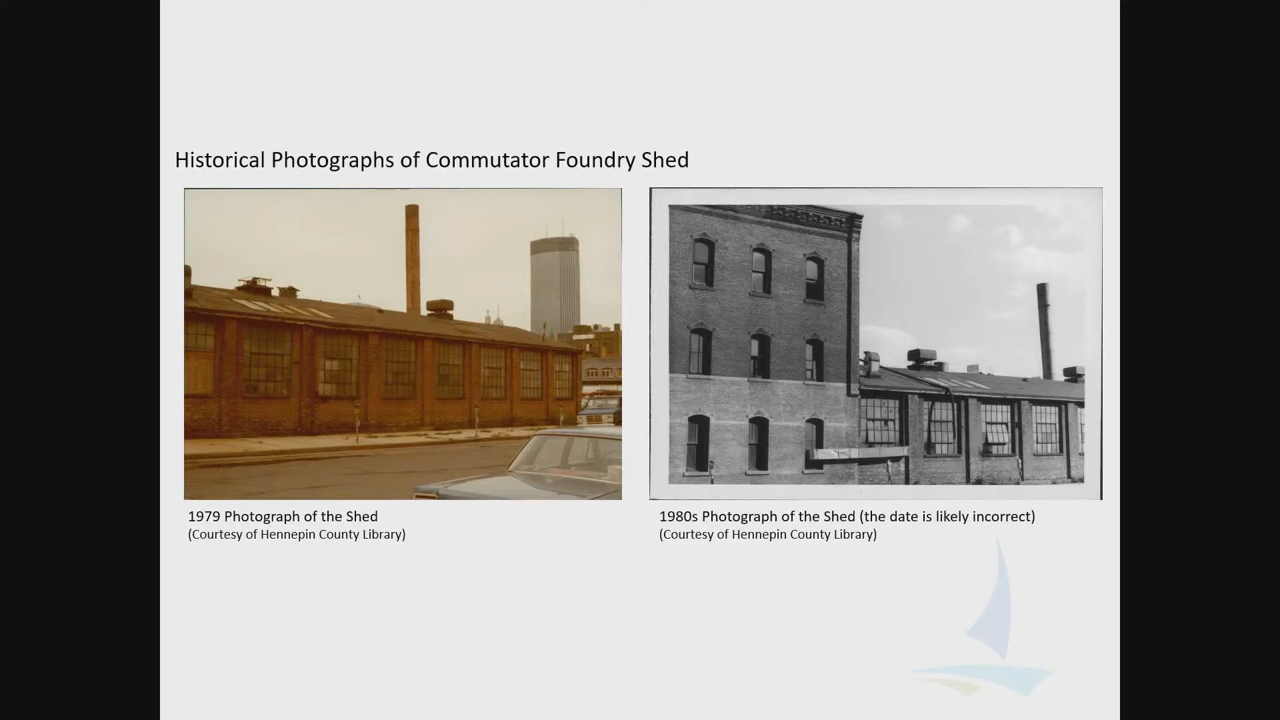 Historical Photographs of Commutator Foundry Shed
1979 Photograph of the Shed
(Courtesy of Hennepin County Library)
1980s Photograph of the Shed (the date is likely incorrect)
(Courtesy of Hennepin County Library)